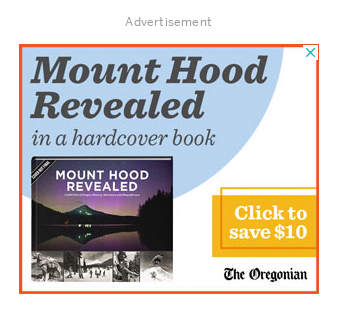 Advertisement
Mount Hood
Revealed
in a hardcover book
MOUNT HOOD
REVEALED
Click to
save $10
The Oregonian